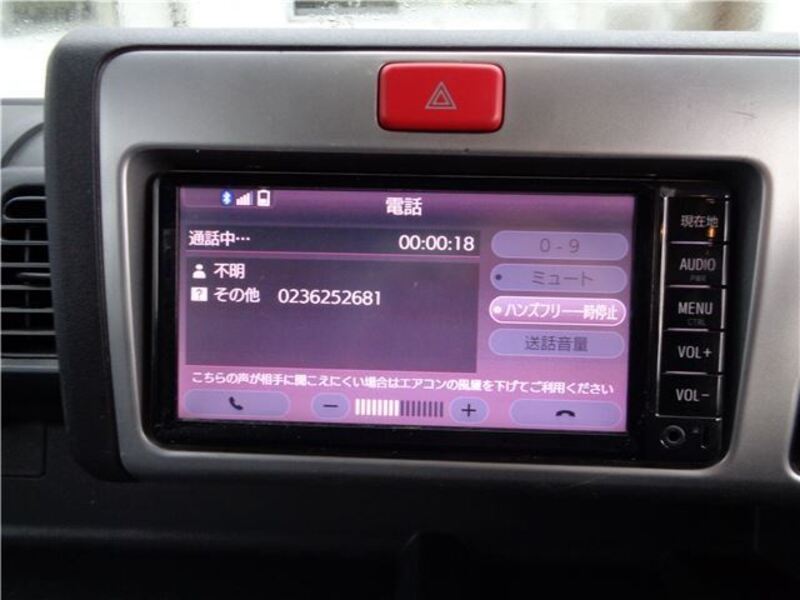 電話
通話中… 00:00:18
不明
? その他 0236252681
0-9
ミュート
ハンズフリー一時停止
送話音量
こちらの声が相手に聞こえにくい場合はエアコンの風量を下げてご利用ください
− +
現在地
AUDIO
MENU
CTRL
VOL+
VOL−